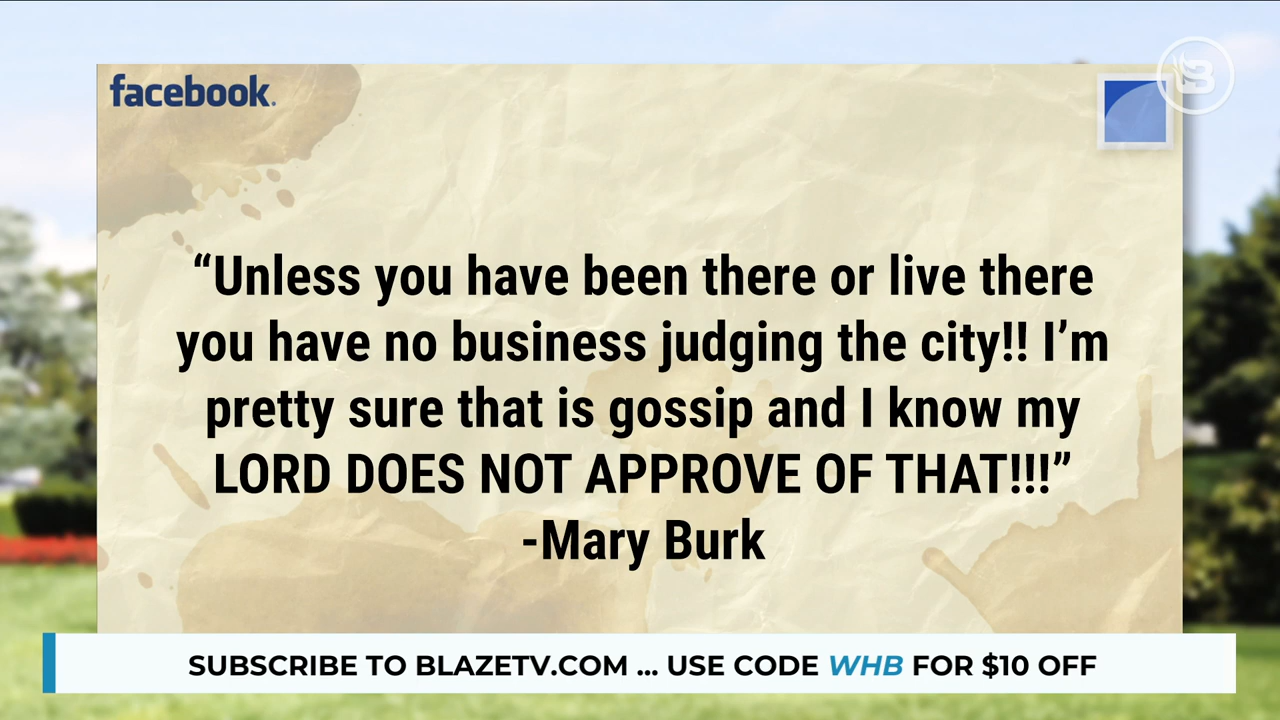 facebook.
B
“Unless you have been there or live there
you have no business judging the city!! I’m
pretty sure that is gossip and I know my
LORD DOES NOT APPROVE OF THAT!!!”
-Mary Burk
SUBSCRIBE TO BLAZETV.COM ... USE CODE WHB FOR $10 OFF